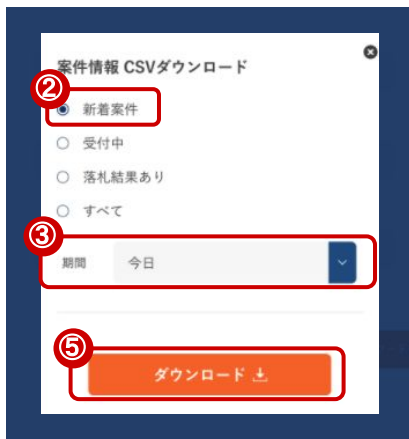 案件情報 CSVダウンロード
②
新着案件
受付中
落札結果あり
すべて
③
期間 今日
⑤
ダウンロード